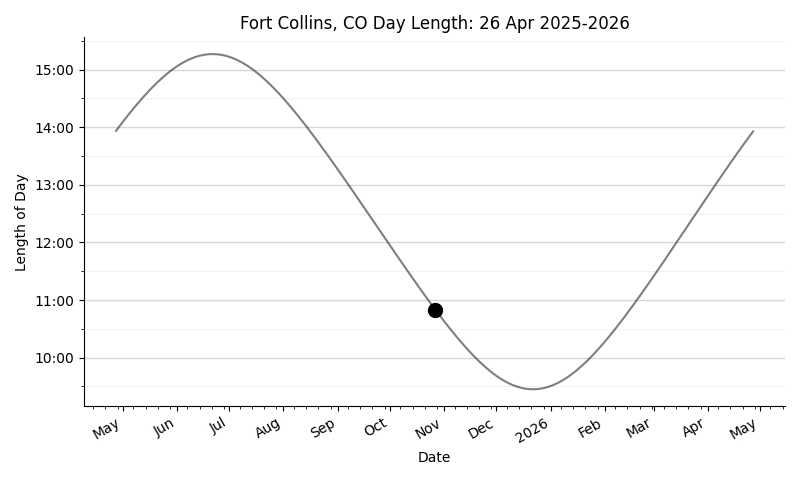 Fort Collins, CO Day Length: 26 Apr 2025-2026
Length of Day
15:00
14:00
13:00
12:00
11:00
10:00
May Jun Jul Aug Sep Oct Nov Dec 2026 Feb Mar Apr May
Date